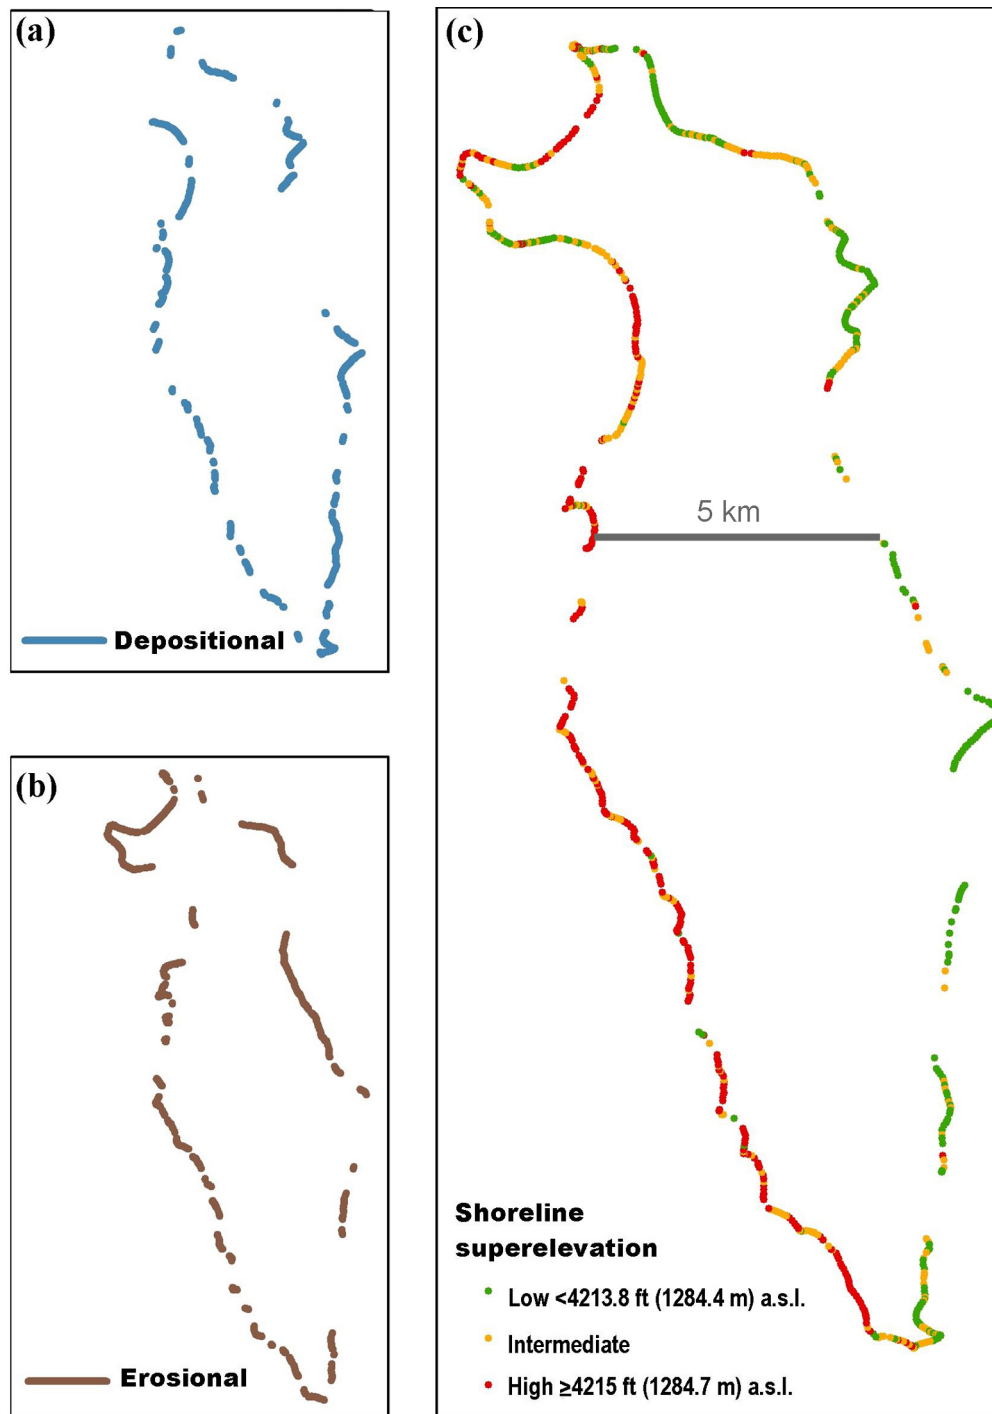 (a)
Depositional
(b)
Erosional
(c)
5 km
Shoreline
superelevation
Low <4213.8 ft (1284.4 m) a.s.l.
Intermediate
High ≥4215 ft (1284.7 m) a.s.l.